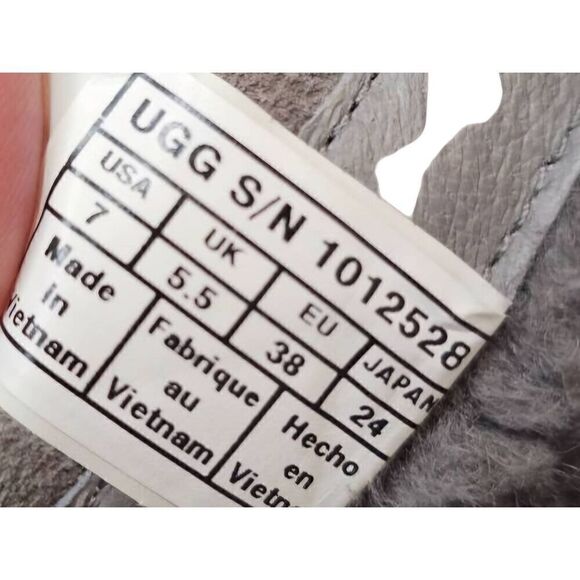 UGG S/N 1012528
USA UK EU JAPAN
7 5.5 38 24
Made in Vietnam
Fabrique au Vietnam
Hecho en